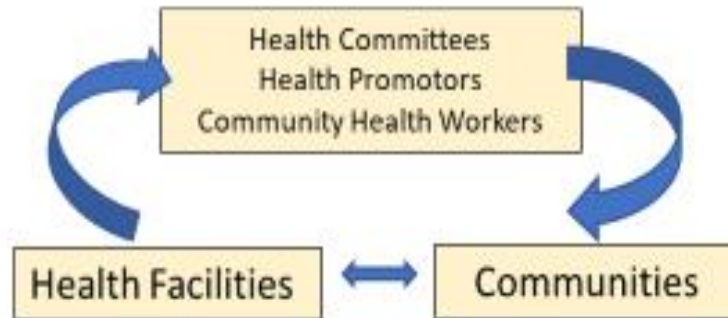 Health Committees
Health Promotors
Community Health Workers
Health Facilities
Communities